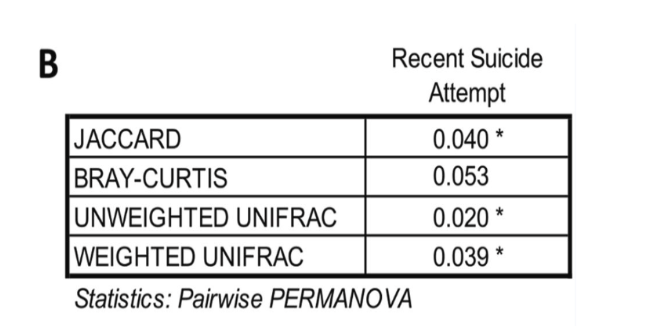 B
Recent Suicide
Attempt
JACCARD 0.040 *
BRAY-CURTIS 0.053
UNWEIGHTED UNIFRAC 0.020 *
WEIGHTED UNIFRAC 0.039 *
Statistics: Pairwise PERMANOVA